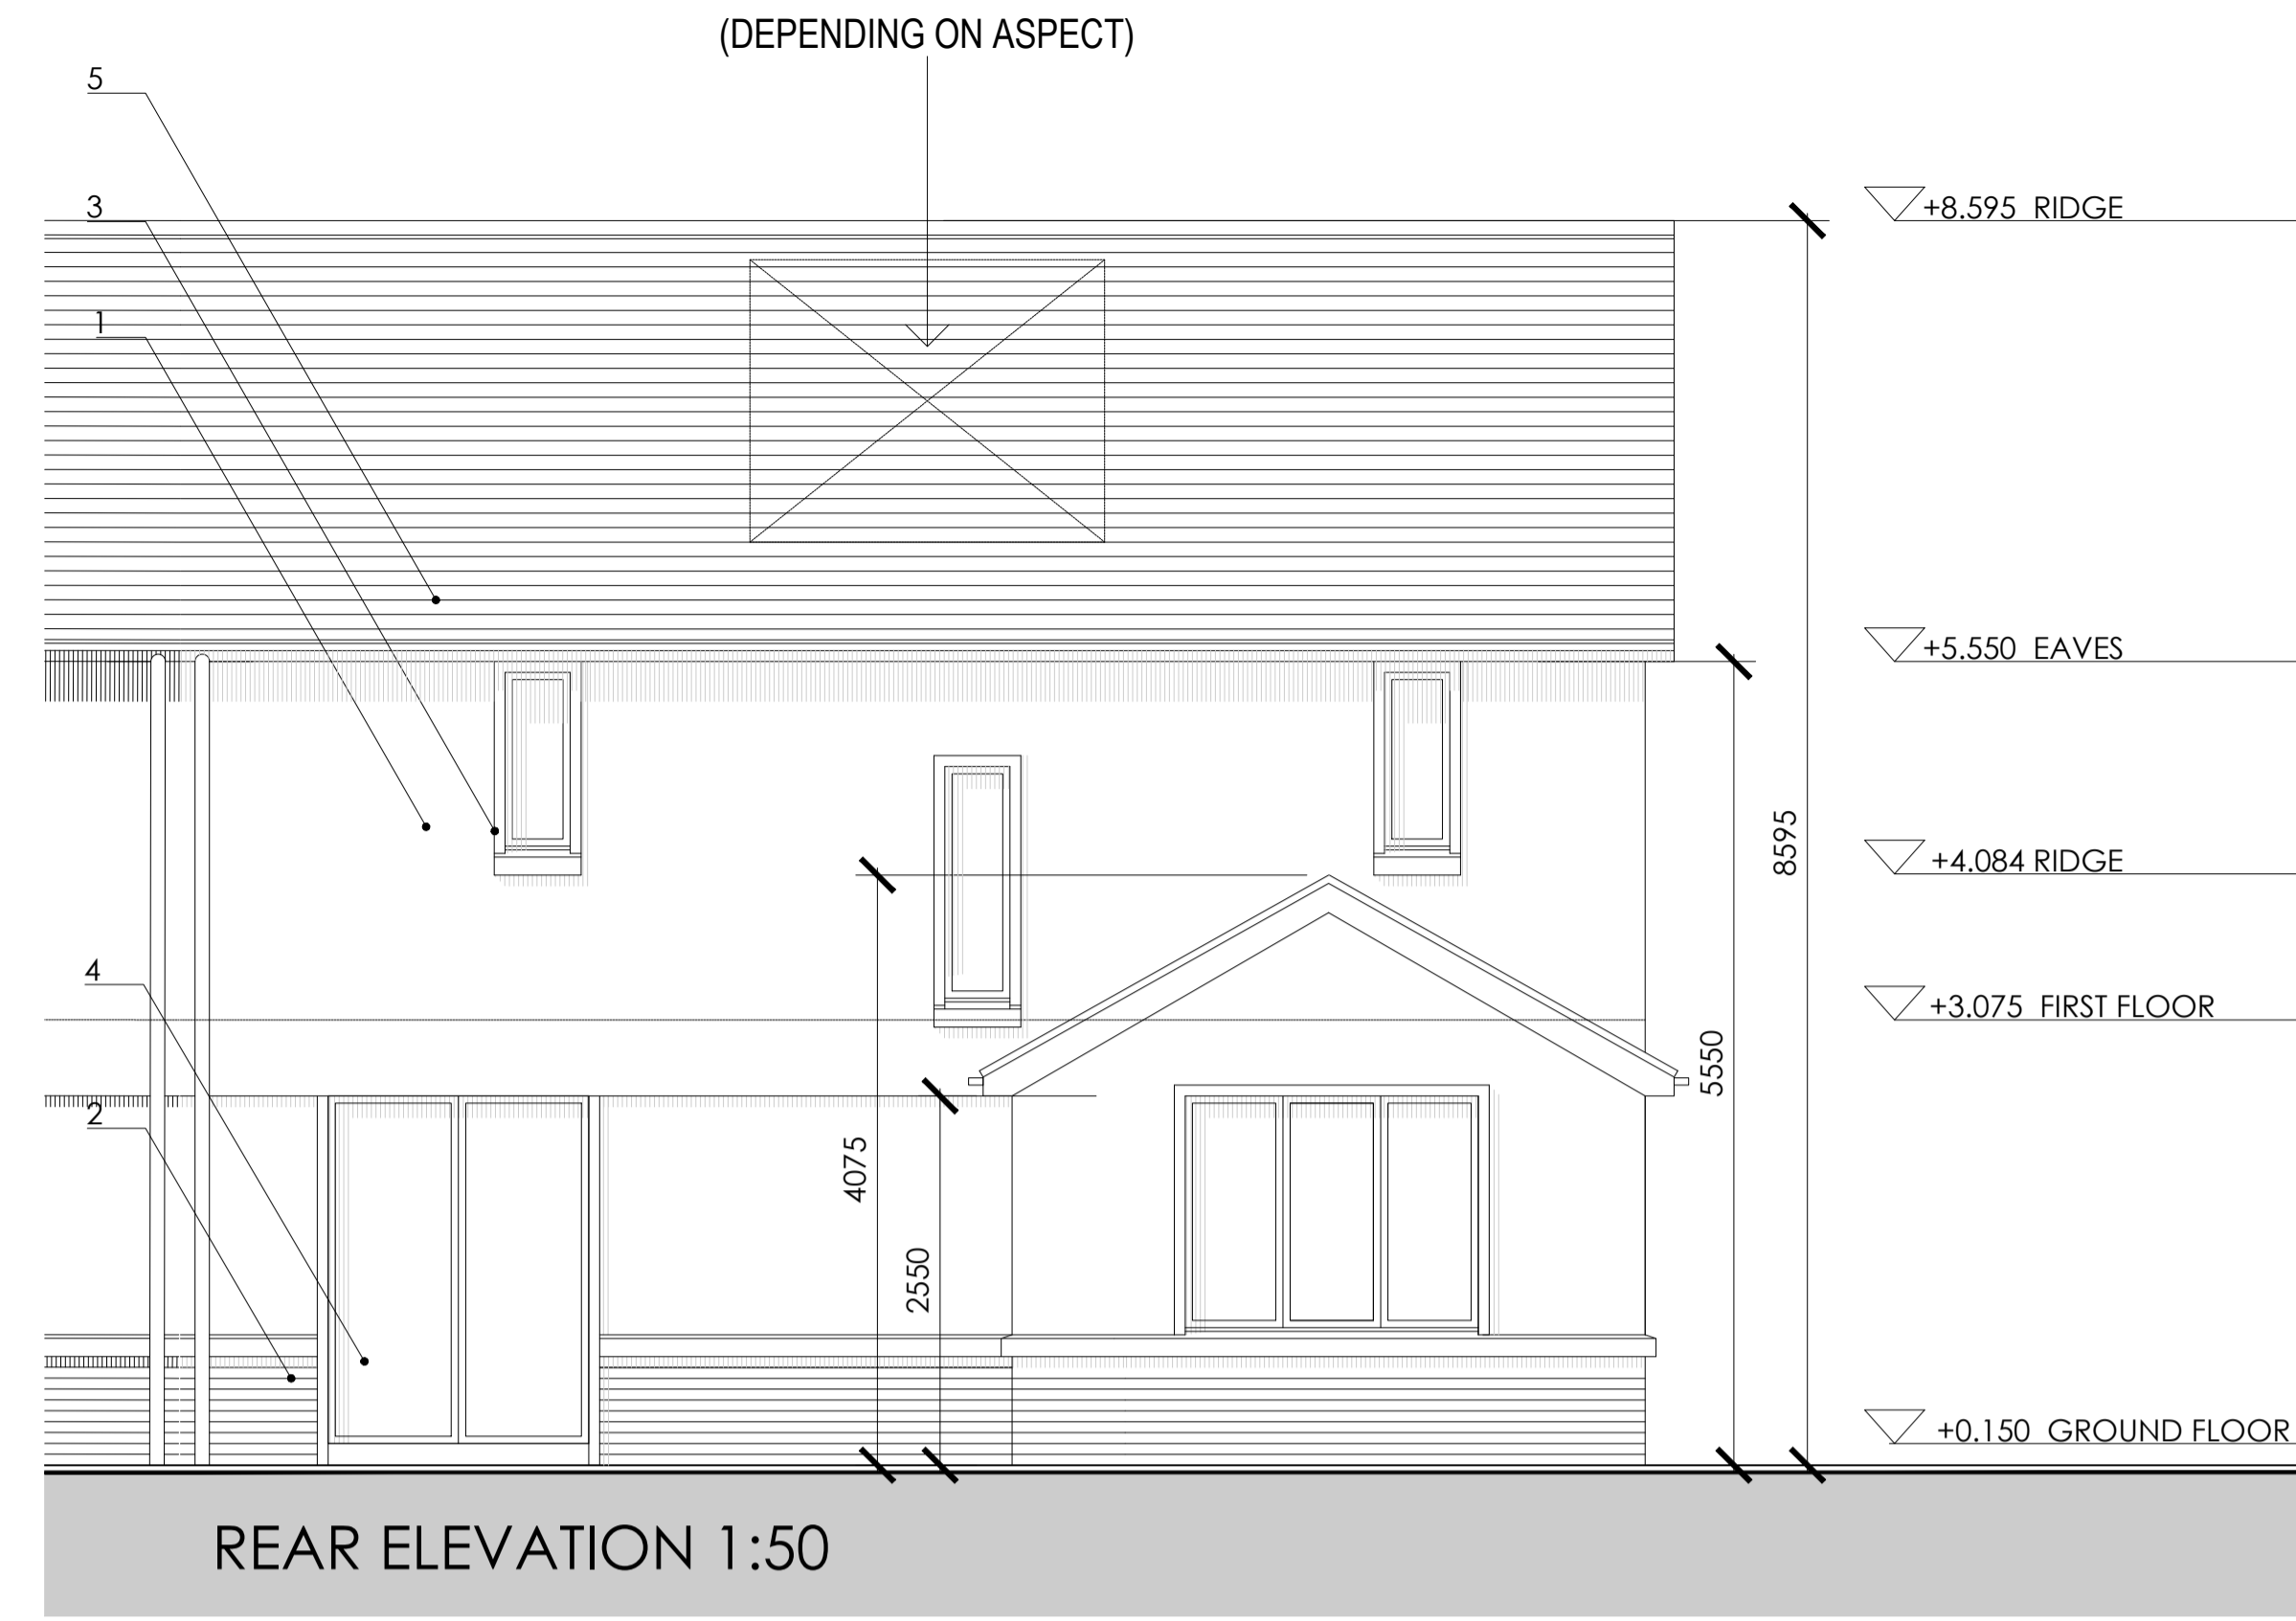 (DEPENDING ON ASPECT)
5
3
1
4
2
+8.595 RIDGE
+5.550 EAVES
+4.084 RIDGE
+3.075 FIRST FLOOR
+0.150 GROUND FLOOR
4075
2550
5550
8595
REAR ELEVATION 1:50